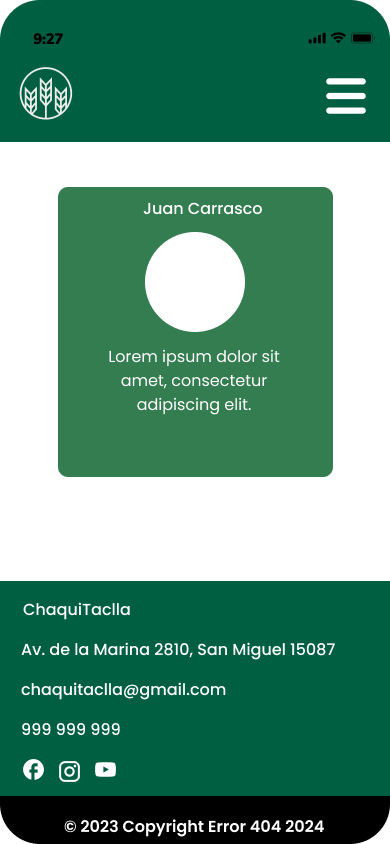 9:27
Juan Carrasco
Lorem ipsum dolor sit
amet, consectetur
adipiscing elit.
ChaquiTaclla
Av. de la Marina 2810, San Miguel 15087
chaquitaclla@gmail.com
999 999 999
© 2023 Copyright Error 404 2024